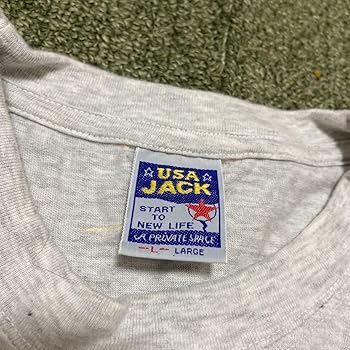 USA
JACK
START
TO
NEW LIFE
A PRIVATE SPACE
-L- LARGE